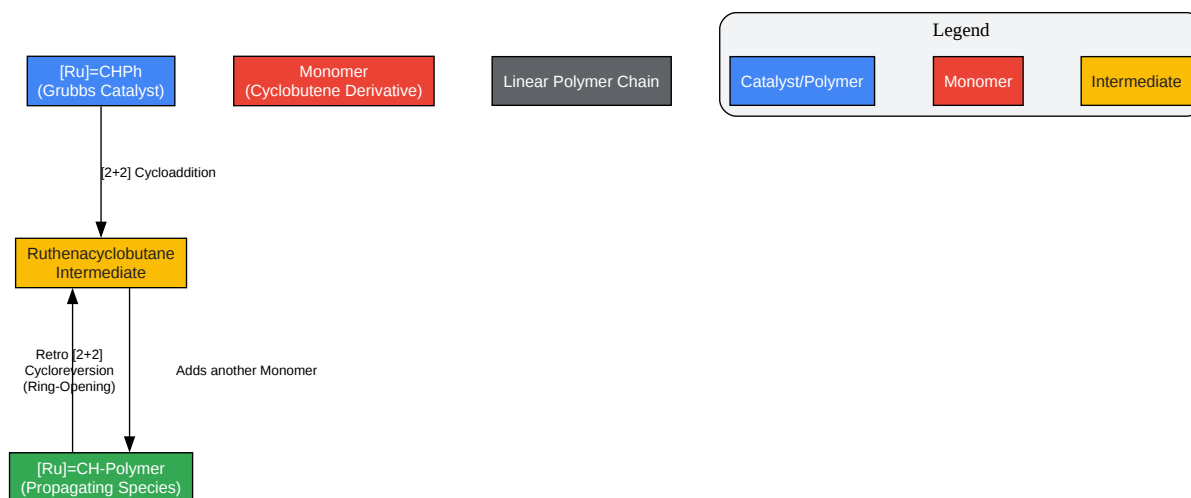 Legend
[Ru]=CHPh
(Grubbs Catalyst)
Monomer
(Cyclobutene Derivative)
Linear Polymer Chain
Catalyst/Polymer
Monomer
Intermediate
[2+2] Cycloaddition
Ruthenacyclobutane
Intermediate
Retro [2+2]
Cycloreversion
(Ring-Opening)
Adds another Monomer
[Ru]=CH-Polymer
(Propagating Species)